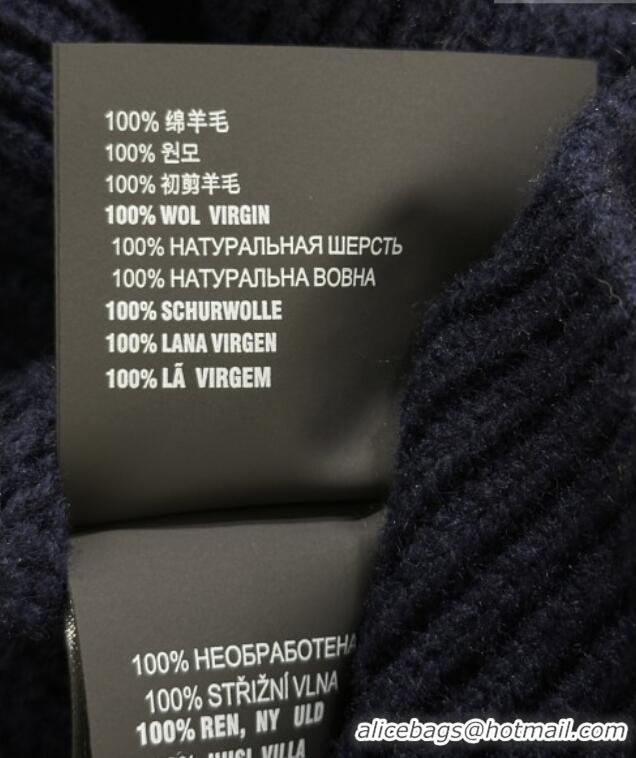 100% 绵羊毛
100% 원모
100% 初剪羊毛
100% WOL VIRGIN
100% НАТУРАЛЬНАЯ ШЕРСТЬ
100% НАТУРАЛЬНА ВОВНА
100% SCHURWOLLE
100% LANA VIRGEN
100% LÃ VIRGEM
100% НЕОБРАБОТЕНА
100% STŘIŽNÍ VLNA
100% REN, NY ULD
VILLA
alicebags@hotmail.com